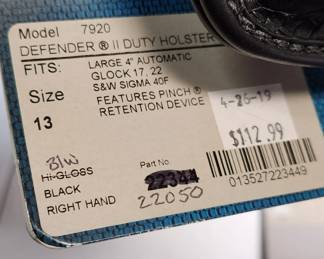 Model 7920
DEFENDER ® II DUTY HOLSTER
FITS: LARGE 4" AUTOMATIC
GLOCK 17, 22
S&W SIGMA 40F
Size FEATURES PINCH ®
RETENTION DEVICE
13
4-26-19
$112.99
B/W
HI-GLOSS
BLACK
RIGHT HAND
Part No.
22344
22050
013527223449